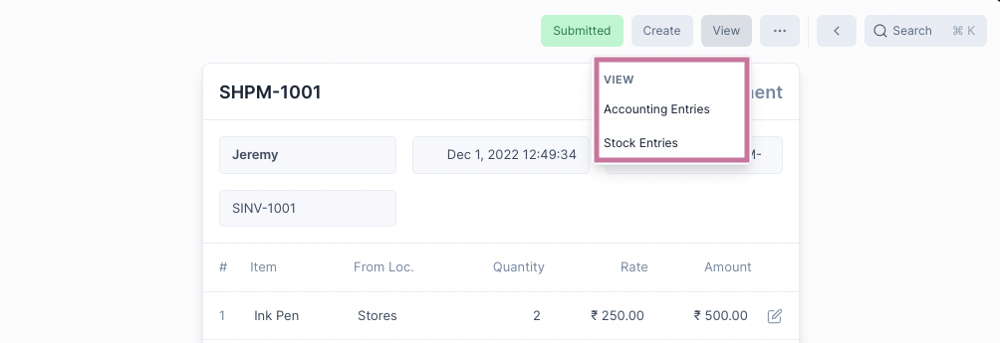 Submitted Create View ... Search ⌘ K
VIEW
SHPM-1001
Accounting Entries
Stock Entries
Jeremy Dec 1, 2022 12:49:34
SINV-1001
# Item From Loc. Quantity Rate Amount
1 Ink Pen Stores 2 ₹ 250.00 ₹ 500.00